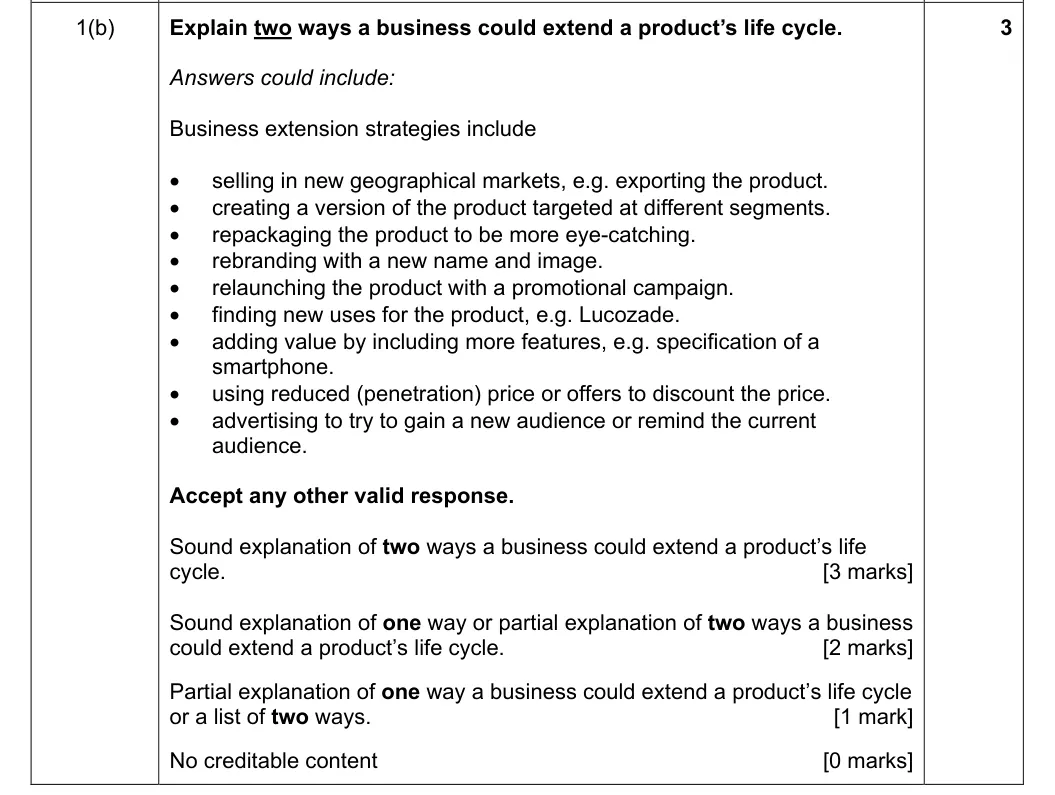 1(b)
Explain two ways a business could extend a product’s life cycle.
3
Answers could include:
Business extension strategies include
• selling in new geographical markets, e.g. exporting the product.
• creating a version of the product targeted at different segments.
• repackaging the product to be more eye-catching.
• rebranding with a new name and image.
• relaunching the product with a promotional campaign.
• finding new uses for the product, e.g. Lucozade.
• adding value by including more features, e.g. specification of a
smartphone.
• using reduced (penetration) price or offers to discount the price.
• advertising to try to gain a new audience or remind the current
audience.
Accept any other valid response.
Sound explanation of two ways a business could extend a product’s life
cycle. [3 marks]
Sound explanation of one way or partial explanation of two ways a business
could extend a product’s life cycle. [2 marks]
Partial explanation of one way a business could extend a product’s life cycle
or a list of two ways. [1 mark]
No creditable content [0 marks]